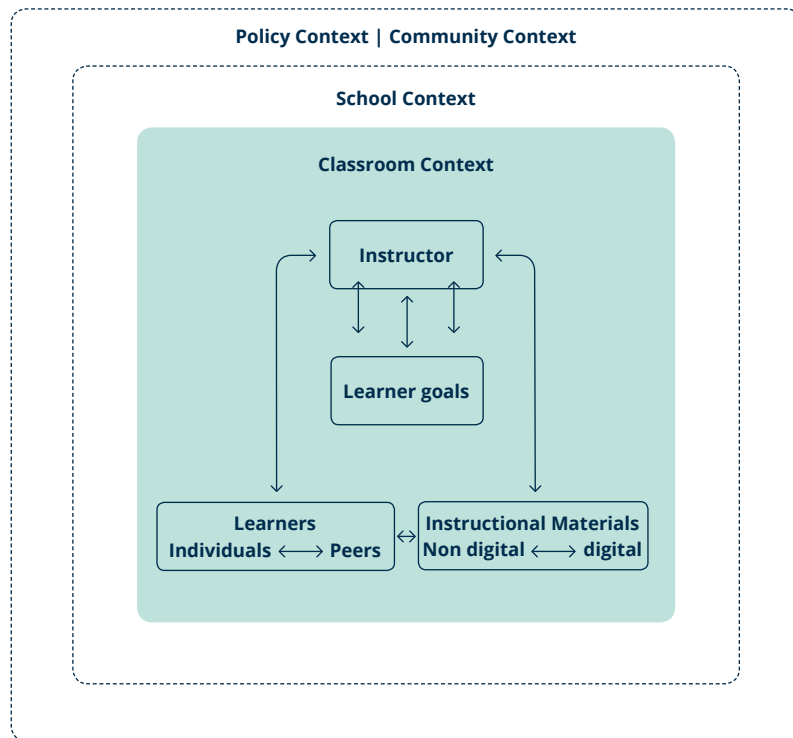 Policy Context | Community Context
School Context
Classroom Context
Instructor
Learner goals
Learners
Individuals Peers
Instructional Materials
Non digital digital